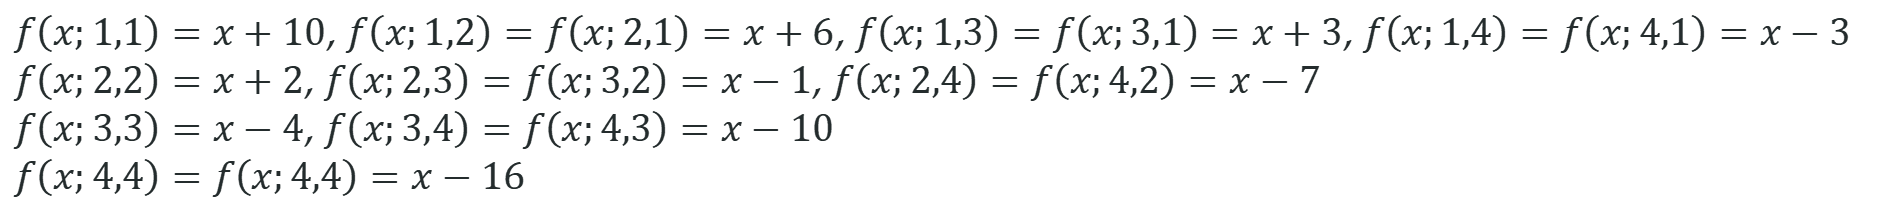 f(x; 1,1) = x + 10, f(x; 1,2) = f(x; 2,1) = x + 6, f(x; 1,3) = f(x; 3,1) = x + 3, f(x; 1,4) = f(x; 4,1) = x − 3
f(x; 2,2) = x + 2, f(x; 2,3) = f(x; 3,2) = x − 1, f(x; 2,4) = f(x; 4,2) = x − 7
f(x; 3,3) = x − 4, f(x; 3,4) = f(x; 4,3) = x − 10
f(x; 4,4) = f(x; 4,4) = x − 16